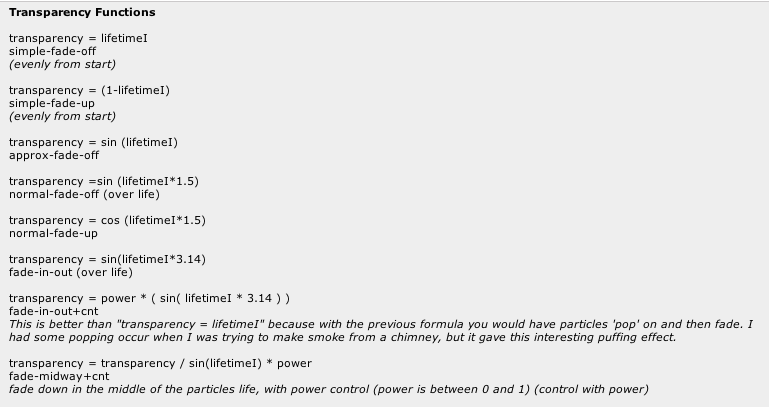 Transparency Functions
transparency = lifetimeI
simple-fade-off
(evenly from start)
transparency = (1-lifetimeI)
simple-fade-up
(evenly from start)
transparency = sin (lifetimeI)
approx-fade-off
transparency =sin (lifetimeI*1.5)
normal-fade-off (over life)
transparency = cos (lifetimeI*1.5)
normal-fade-up
transparency = sin(lifetimeI*3.14)
fade-in-out (over life)
transparency = power * ( sin( lifetimeI * 3.14 ) )
fade-in-out+cnt
This is better than "transparency = lifetimeI" because with the previous formula you would have particles 'pop' on and then fade. I
had some popping occur when I was trying to make smoke from a chimney, but it gave this interesting puffing effect.
transparency = transparency / sin(lifetimeI) * power
fade-midway+cnt
fade down in the middle of the particles life, with power control (power is between 0 and 1) (control with power)